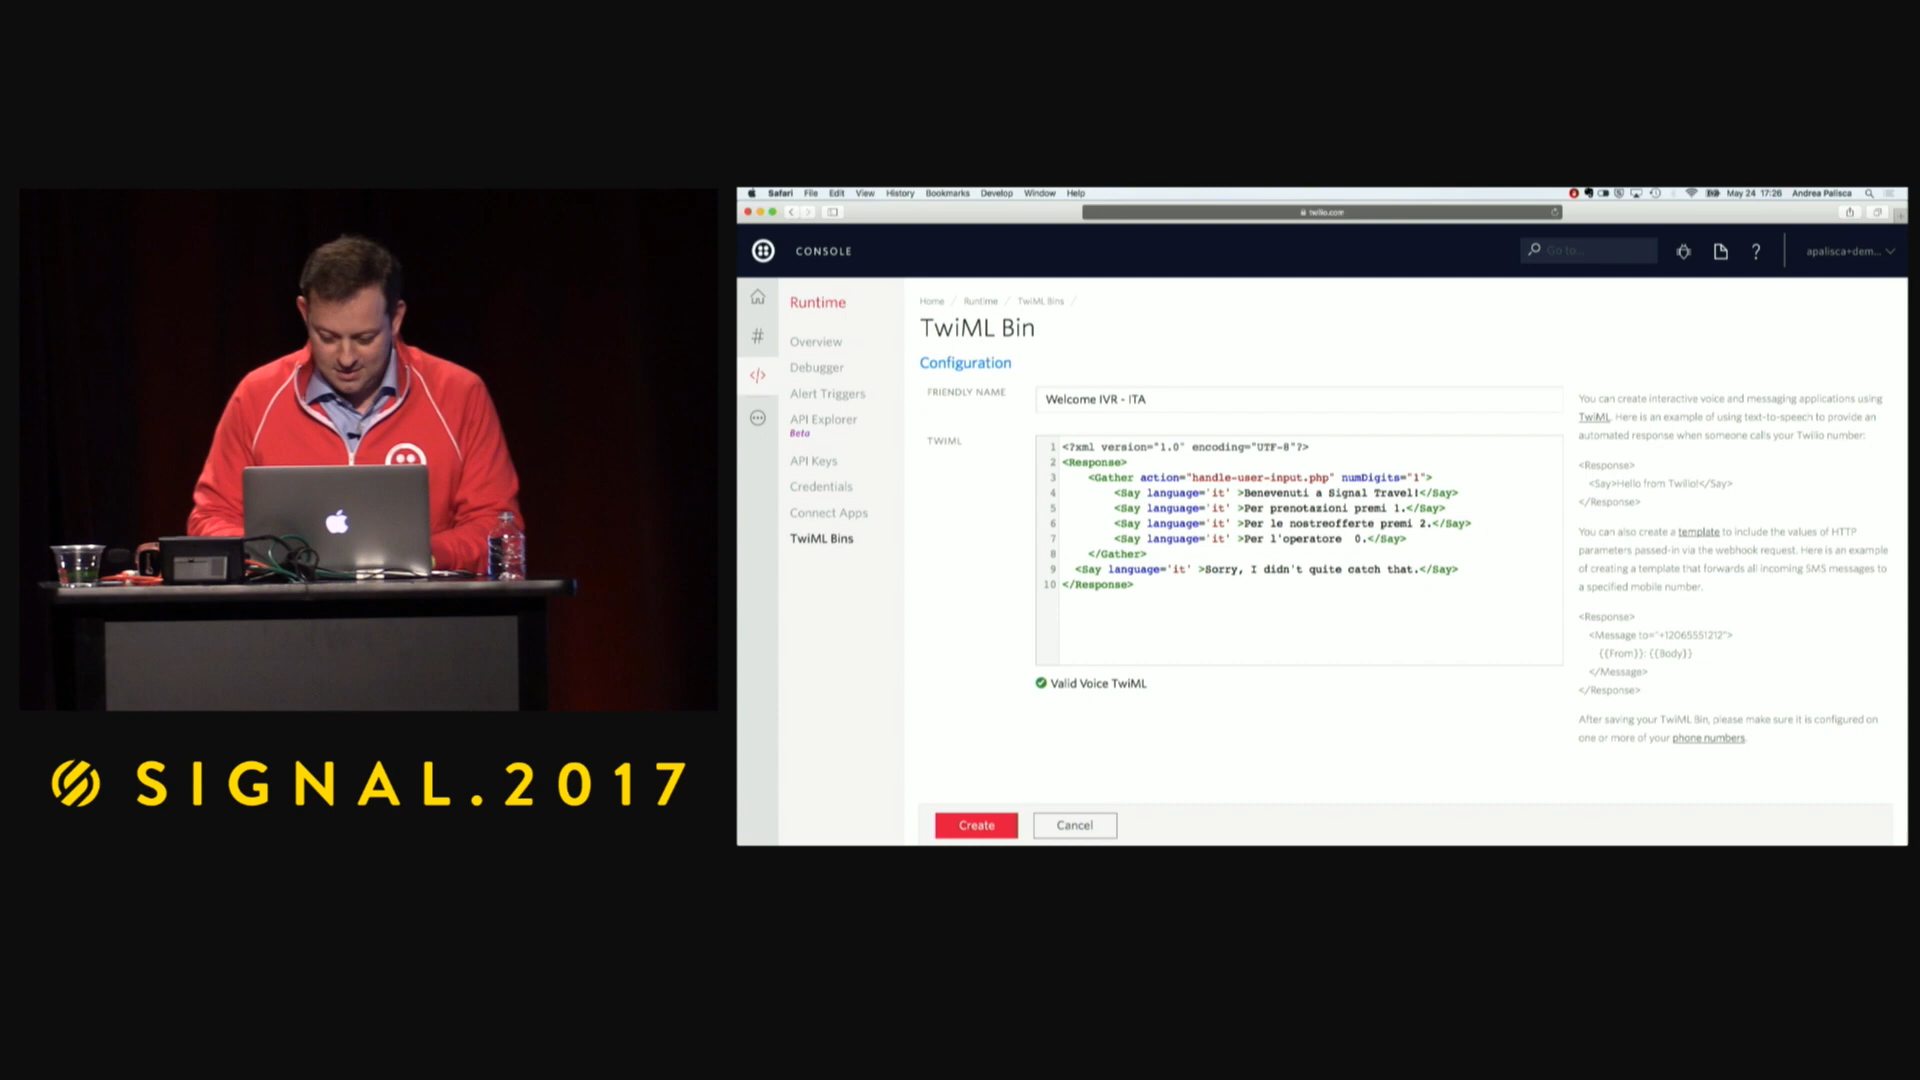 SIGNAL.2017
Safari File Edit View History Bookmarks Develop Window Help
May 24 17:26 Andrea Palisca
twilio.com
CONSOLE
Go to...
?
apalisca+dem...
Runtime
Overview
Debugger
Alert Triggers
API Explorer
Beta
API Keys
Credentials
Connect Apps
TwiML Bins
Home / Runtime / TwiML Bins /
TwiML Bin
Configuration
FRIENDLY NAME
Welcome IVR - ITA
TWIML
1 <?xml version="1.0" encoding="UTF-8"?>
2 <Response>
3 <Gather action="handle-user-input.php" numDigits="1">
4 <Say language='it' >Benevenuti a Signal Travel!</Say>
5 <Say language='it' >Per prenotazioni premi 1.</Say>
6 <Say language='it' >Per le nostreofferte premi 2.</Say>
7 <Say language='it' >Per l'operatore  0.</Say>
8 </Gather>
9 <Say language='it' >Sorry, I didn't quite catch that.</Say>
10 </Response>
Valid Voice TwiML
You can create interactive voice and messaging applications using
TwiML. Here is an example of using text-to-speech to provide an
automated response when someone calls your Twilio number:
<Response>
<Say>Hello from Twilio!</Say>
</Response>
You can also create a template to include the values of HTTP
parameters passed-in via the webhook request. Here is an example
of creating a template that forwards all incoming SMS messages to
a specified mobile number.
<Response>
<Message to="+12065551212">
{{From}}: {{Body}}
</Message>
</Response>
After saving your TwiML Bin, please make sure it is configured on
one or more of your phone numbers.
Create
Cancel